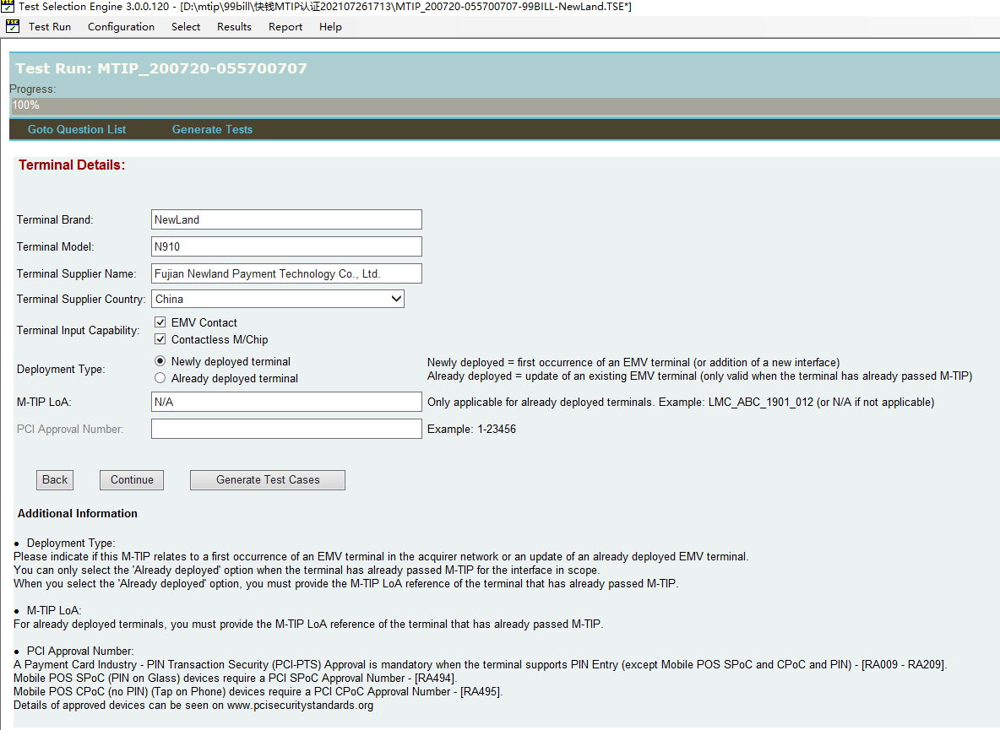 Test Selection Engine 3.0.0.120 - [D:\mtip\99bill\快钱MTIP认证202107261713\MTIP_200720-055700707-99BILL-NewLand.TSE*]
Test Run Configuration Select Results Report Help
Test Run: MTIP_200720-055700707
Progress:
100%
Goto Question List Generate Tests
Terminal Details:
Terminal Brand: NewLand
Terminal Model: N910
Terminal Supplier Name: Fujian Newland Payment Technology Co., Ltd.
Terminal Supplier Country: China
Terminal Input Capability:
EMV Contact
Contactless M/Chip
Deployment Type:
Newly deployed terminal
Already deployed terminal
Newly deployed = first occurrence of an EMV terminal (or addition of a new interface)
Already deployed = update of an existing EMV terminal (only valid when the terminal has already passed M-TIP)
M-TIP LoA: N/A Only applicable for already deployed terminals. Example: LMC_ABC_1901_012 (or N/A if not applicable)
PCI Approval Number: Example: 1-23456
Back Continue Generate Test Cases
Additional Information
• Deployment Type:
Please indicate if this M-TIP relates to a first occurrence of an EMV terminal in the acquirer network or an update of an already deployed EMV terminal.
You can only select the 'Already deployed' option when the terminal has already passed M-TIP for the interface in scope.
When you select the 'Already deployed' option, you must provide the M-TIP LoA reference of the terminal that has already passed M-TIP.
• M-TIP LoA:
For already deployed terminals, you must provide the M-TIP LoA reference of the terminal that has already passed M-TIP.
• PCI Approval Number:
A Payment Card Industry - PIN Transaction Security (PCI-PTS) Approval is mandatory when the terminal supports PIN Entry (except Mobile POS SPoC and CPoC and PIN) - [RA009 - RA209].
Mobile POS SPoC (PIN on Glass) devices require a PCI SPoC Approval Number - [RA494].
Mobile POS CPoC (no PIN) (Tap on Phone) devices require a PCI CPoC Approval Number - [RA495].
Details of approved devices can be seen on www.pcisecuritystandards.org